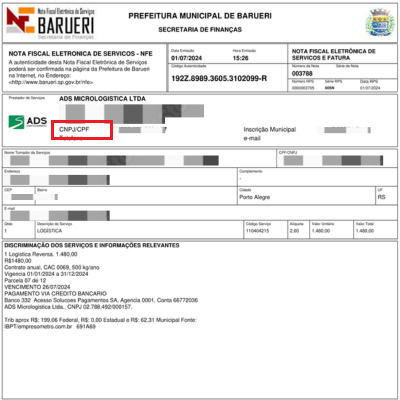 Nota Fiscal Eletrônica de Serviços
BARUERI
Secretaria de Finanças
PREFEITURA MUNICIPAL DE BARUERI
SECRETARIA DE FINANÇAS
NOTA FISCAL ELETRONICA DE SERVICOS - NFE
A autenticidade desta Nota Fiscal Eletrônica de Serviços
poderá ser confirmada na página da Prefeitura de Barueri
na Internet, no Endereço:
<http://www.barueri.sp.gov.br/nfe>
Data Emissão
01/07/2024
Hora Emissão
15:26
Código Autenticidade
192Z.8989.3605.3102099-R
NOTA FISCAL ELETRÔNICA DE
SERVICOS E FATURA
Número da Nota
Série da Nota
003788
Número RPS
Série RPS
Data RPS
01/07/2024
Prestador de Serviços
ADS MICROLOGISTICA LTDA
ADS
CNPJ/CPF
Telefone
Inscrição Municipal
e-mail
Nome Tomador de Serviços
CPF/CNPJ
Endereço
Complemento
-
CEP
Bairro
Cidade
Porto Alegre
UF
RS
E-mail
Qtde
Descrição do Serviço
Código Serviço
Alíquota
Valor Unitário
Valor Total
1
LOGÍSTICA
110404215
2,00
1.480,00
1.480,00
DISCRIMINAÇÃO DOS SERVIÇOS E INFORMAÇÕES RELEVANTES
1 Logistica Reversa. 1.480,00
R$1480,00
Contrato anual, CAC 0069, 500 kg/ano
Vigencia 01/01/2024 a 31/12/2024
Parcela 07 de 12
VENCIMENTO 26/07/2024
PAGAMENTO VIA CREDITO BANCARIO
Banco 332 Acesso Solucoes Pagamentos SA, Agencia 0001, Conta 66772036
ADS Micrologística Ltda., CNPJ 02.788.492/000157.
Trib aprx R$: 199,06 Federal, R$: 0,00 Estadual e R$: 62,31 Municipal Fonte:
IBPT/empresometro.com.br 691A69